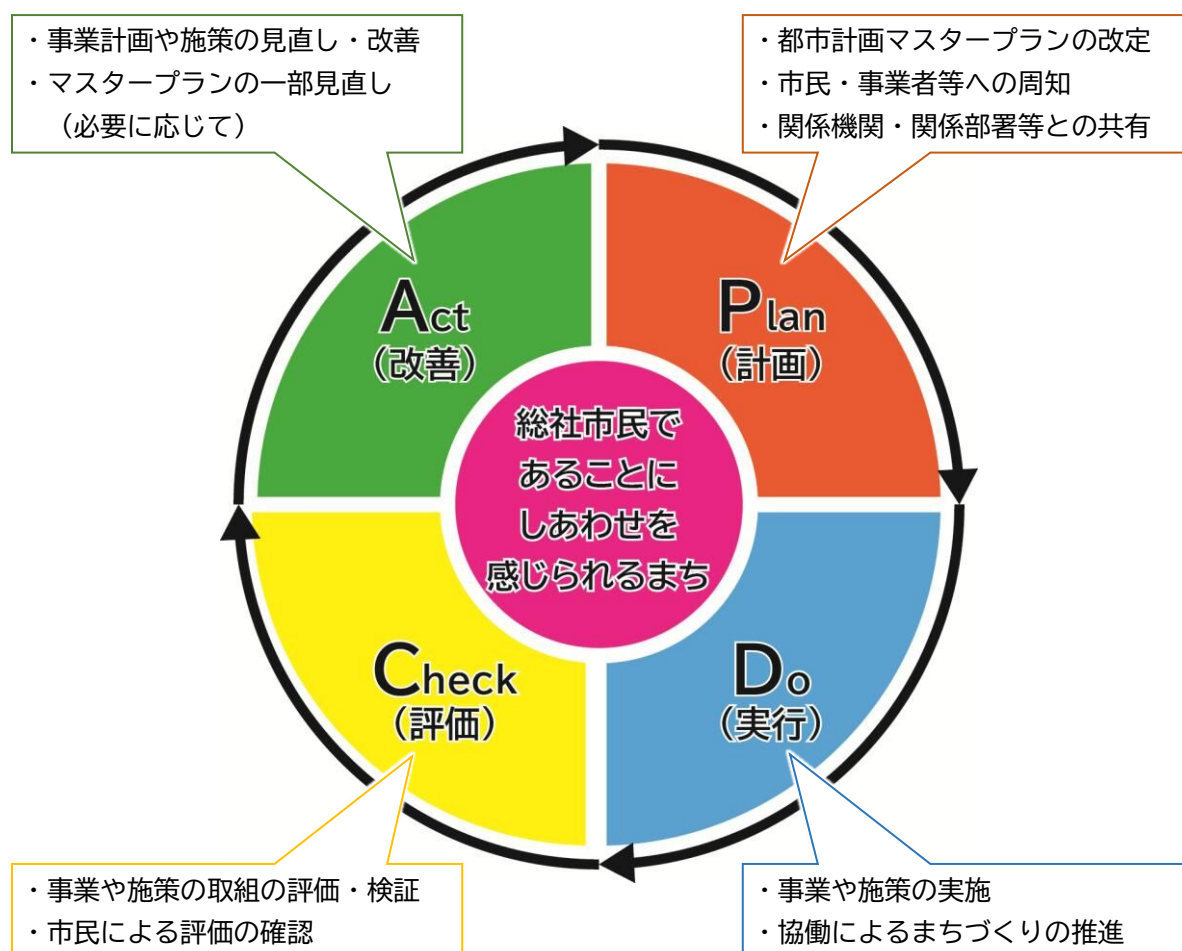 ・事業計画や施策の見直し・改善
・マスタープランの一部見直し
（必要に応じて）
・都市計画マスタープランの改定
・市民・事業者等への周知
・関係機関・関係部署等との共有
Act
（改善）
Plan
（計画）
総社市民で
あることに
しあわせを
感じられるまち
Check
（評価）
Do
（実行）
・事業や施策の取組の評価・検証
・市民による評価の確認
・事業や施策の実施
・協働によるまちづくりの推進